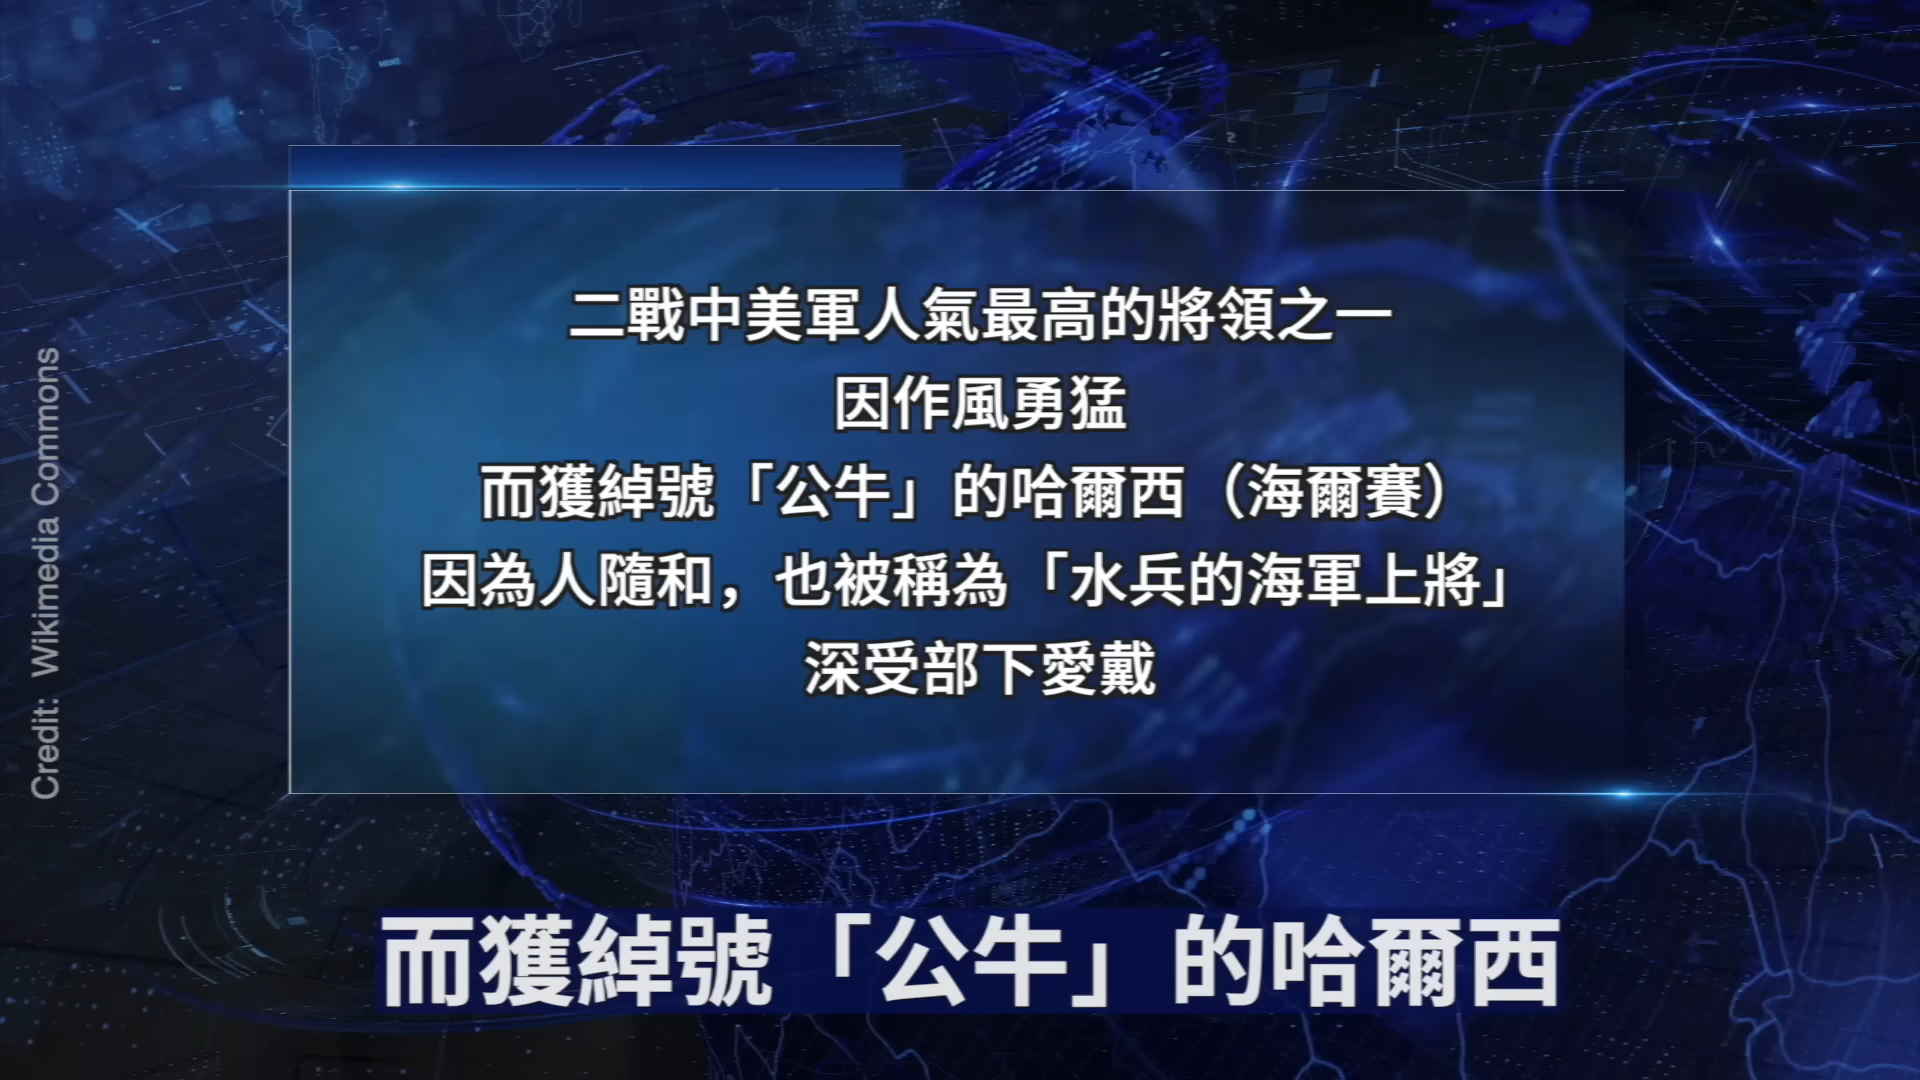 二戰中美軍人氣最高的將領之一
因作風勇猛
而獲綽號「公牛」的哈爾西（海爾賽）
因為人隨和，也被稱為「水兵的海軍上將」
深受部下愛戴
Credit: Wikimedia Commons
而獲綽號「公牛」的哈爾西